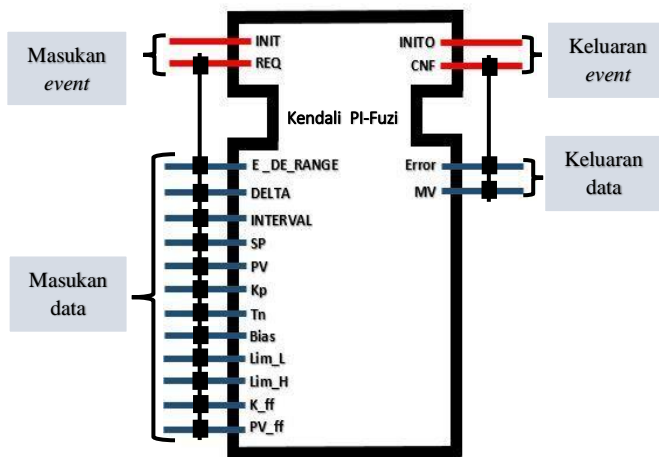 Masukan
event
INIT
REQ
INITO
CNF
Keluaran
event
Kendali PI-Fuzi
Masukan
data
E_DE_RANGE
DELTA
INTERVAL
SP
PV
Kp
Tn
Bias
Lim_L
Lim_H
K_ff
PV_ff
Error
MV
Keluaran
data